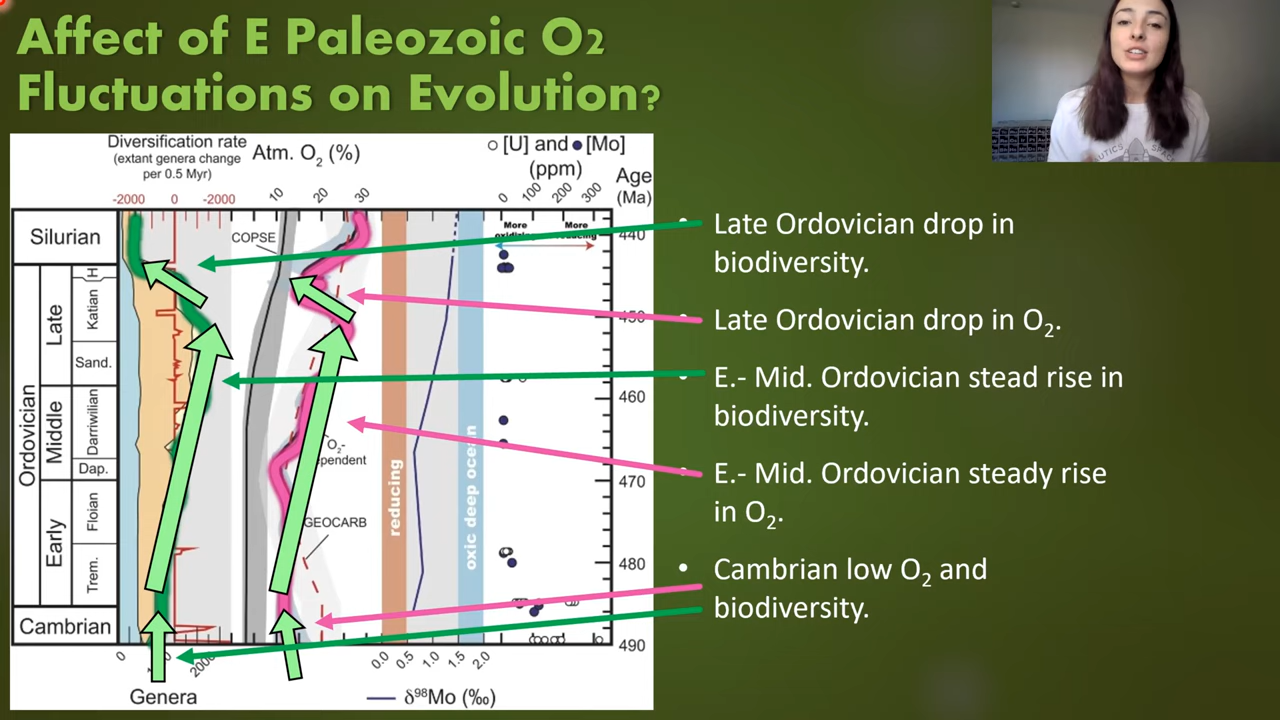 Affect of E Paleozoic O₂
Fluctuations on Evolution?
Diversification rate
(extant genera change
per 0.5 Myr)
-2000 0 -2000
Atm. O₂ (%)
10 20 30
○ [U] and ● [Mo]
(ppm)
0 100 200 300
Age
(Ma)
More
More
440
460
470
480
490
Silurian
Ordovician
Late
Middle
Early
H
Katian
Sand.
Darriwilian
Dap.
Floian
Trem.
Cambrian
COPSE
O₂-
GEOCARB
reducing
oxic deep ocean
0
Genera
0.0 0.5 1.0 1.5 2.0
δ⁹⁸Mo (‰)
• Late Ordovician drop in
biodiversity.
Late Ordovician drop in O₂.
E.- Mid. Ordovician stead rise in
biodiversity.
E.- Mid. Ordovician steady rise
in O₂.
• Cambrian low O₂ and
biodiversity.